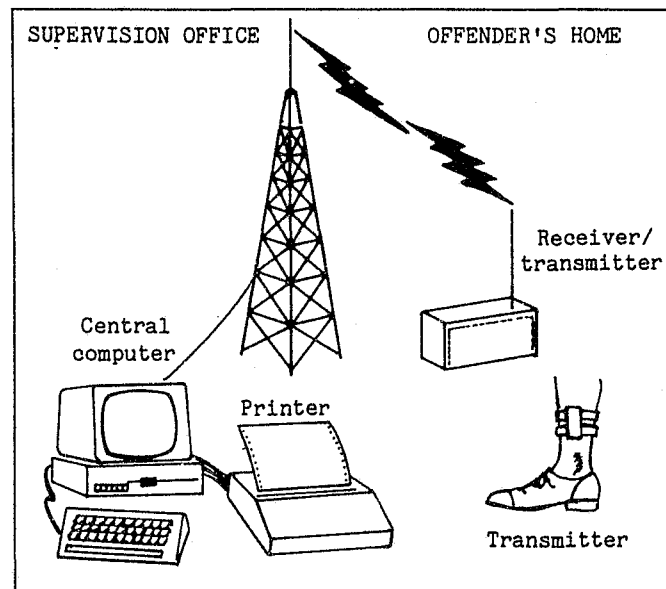 SUPERVISION OFFICE
OFFENDER'S HOME
Receiver/
transmitter
Central
computer
Printer
Transmitter